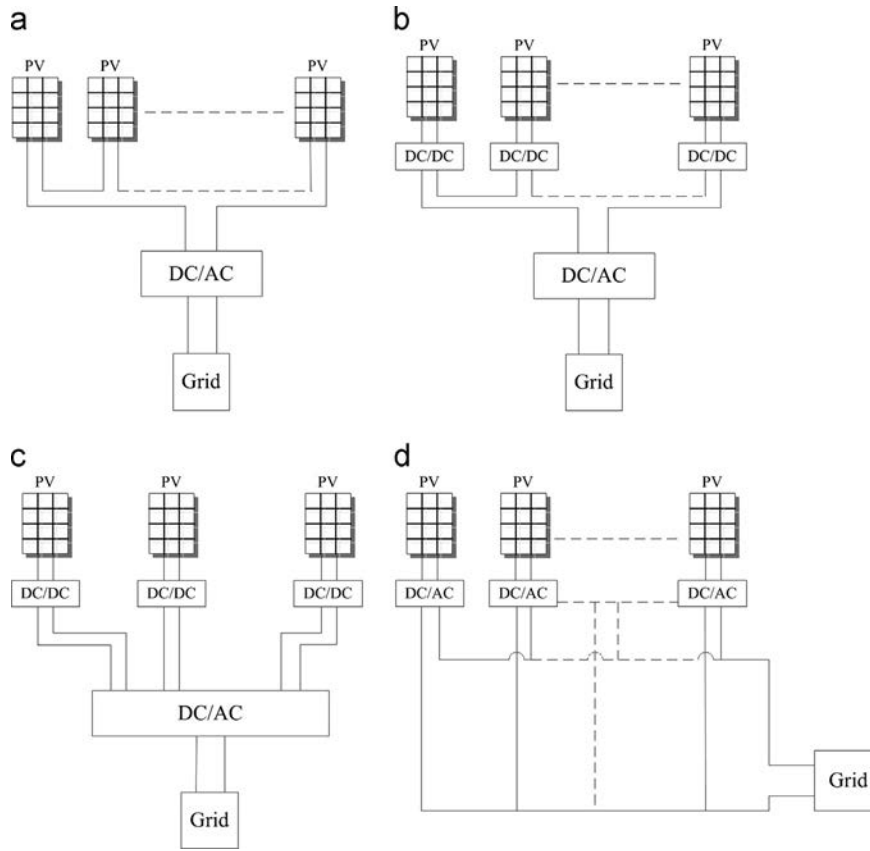 a
PV PV PV
DC/AC
Grid
b
PV PV PV
DC/DC DC/DC DC/DC
DC/AC
Grid
c
PV PV PV
DC/DC DC/DC DC/DC
DC/AC
Grid
d
PV PV PV
DC/AC DC/AC DC/AC
Grid